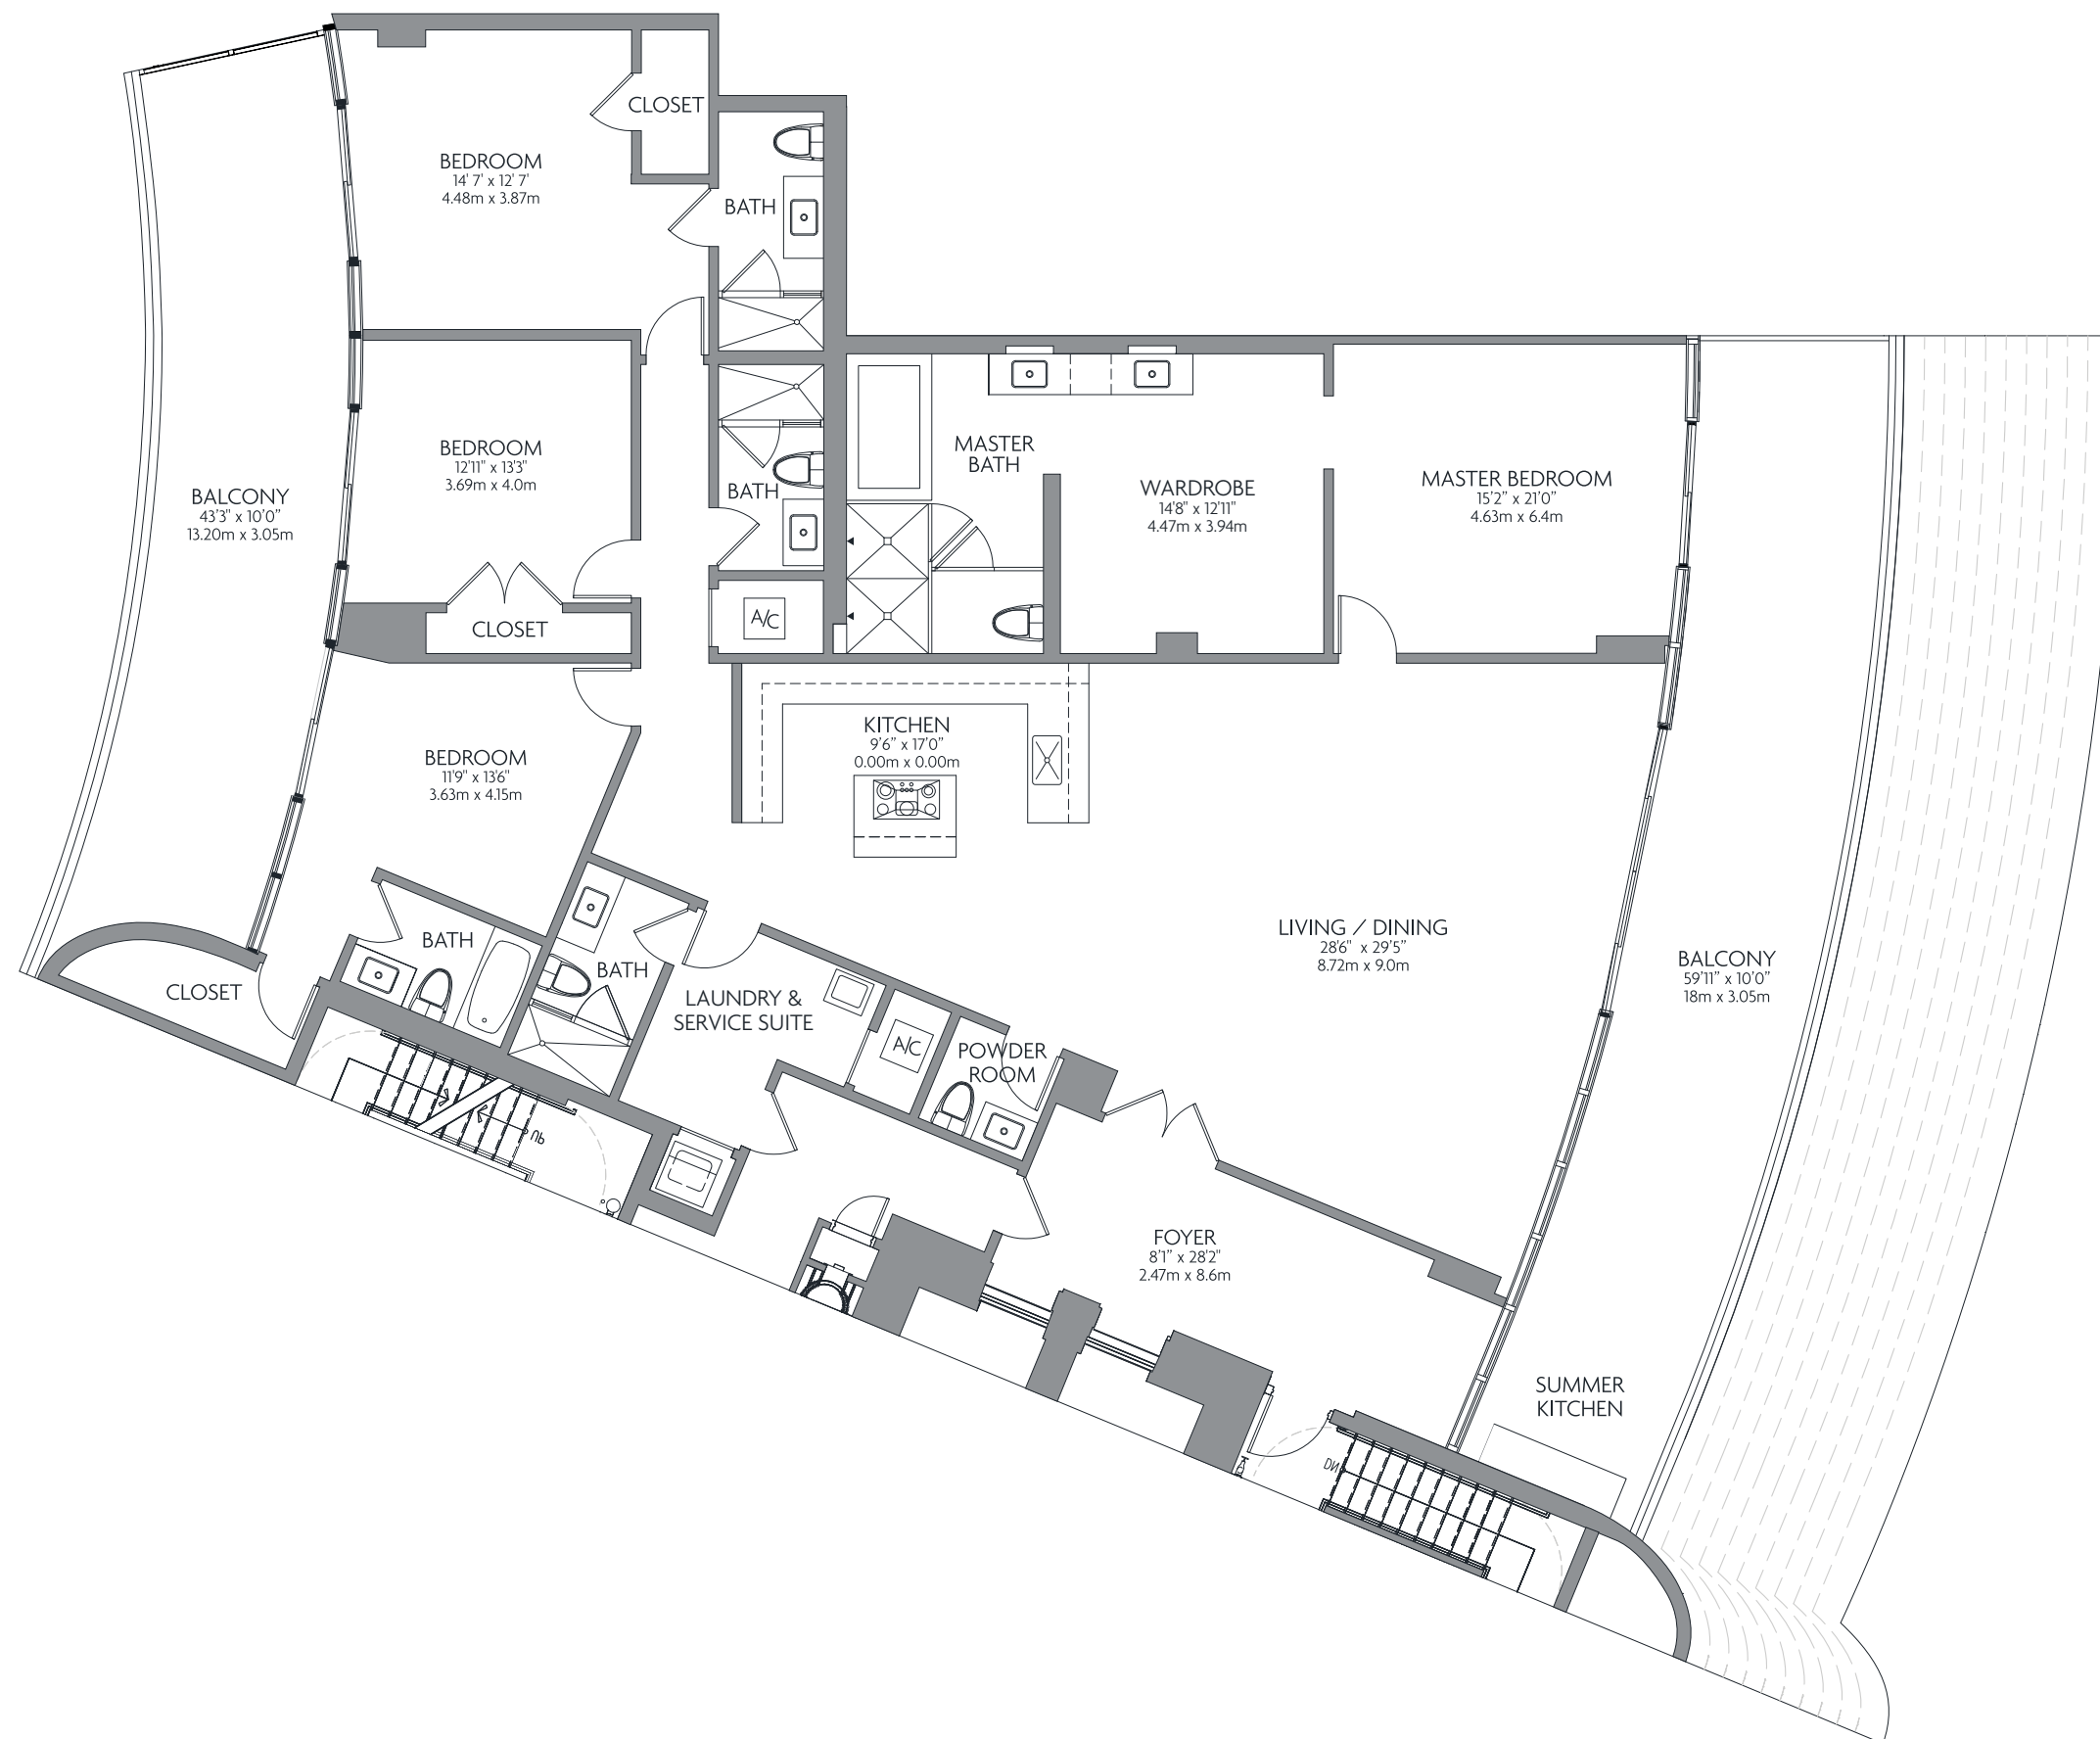 CLOSET
BEDROOM
14' 7' x 12' 7'
4.48m x 3.87m
BATH
BEDROOM
12'11" x 13'3"
3.69m x 4.0m
BALCONY
43'3" x 10'0"
13.20m x 3.05m
BATH
MASTER
BATH
WARDROBE
14'8" x 12'11"
4.47m x 3.94m
MASTER BEDROOM
15'2" x 21'0"
4.63m x 6.4m
CLOSET
A/C
KITCHEN
9'6" x 17'0"
0.00m x 0.00m
BEDROOM
11'9" x 13'6"
3.63m x 4.15m
LIVING / DINING
28'6" x 29'5"
8.72m x 9.0m
BALCONY
59'11" x 10'0"
18m x 3.05m
BATH
BATH
CLOSET
LAUNDRY &
SERVICE SUITE
A/C
POWDER
ROOM
UP
FOYER
8'1" x 28'2"
2.47m x 8.6m
SUMMER
KITCHEN
DN